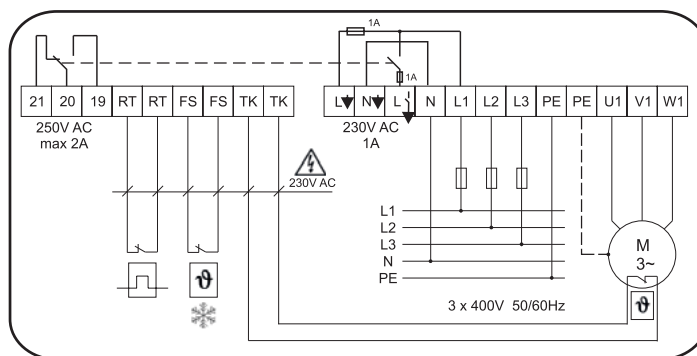 1A
1A
21 20 19 RT RT FS FS TK TK L N L N L1 L2 L3 PE PE U1 V1 W1
250V AC
max 2A
230V AC
1A
230V AC
L1
L2
L3
N
PE
M
3~
ϑ
ϑ
3 x 400V 50/60Hz